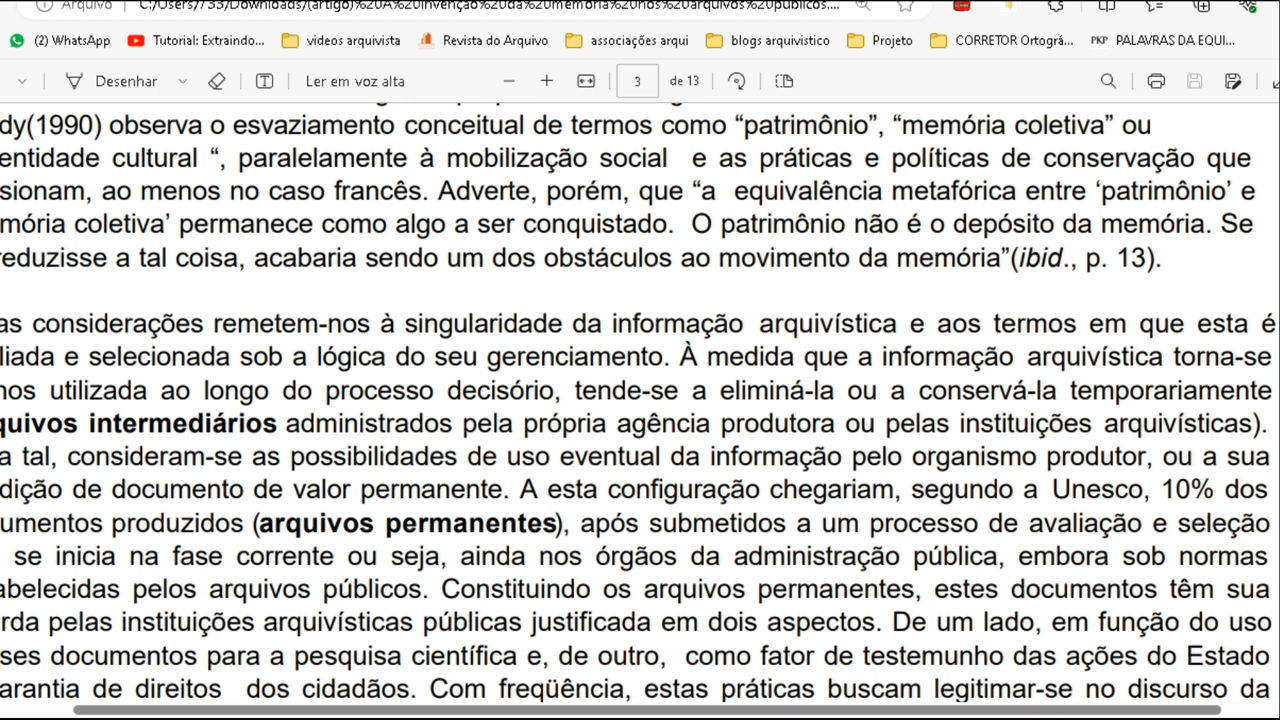 Arquivo C:/Users/733/Downloads/(artigo)%20A%20invenção%20da%20memória%20nos%20arquivos%20públicos....
(2) WhatsApp Tutorial: Extraindo... videos arquivista Revista do Arquivo associações arqui blogs arquivistico Projeto CORRETOR Ortográ... PKP PALAVRAS DA EQUI...
Desenhar Ler em voz alta 3 de 13
dy(1990) observa o esvaziamento conceitual de termos como “patrimônio”, “memória coletiva” ou
entidade cultural “, paralelamente à mobilização social e as práticas e políticas de conservação que
sionam, ao menos no caso francês. Adverte, porém, que “a equivalência metafórica entre ‘patrimônio’ e
mória coletiva’ permanece como algo a ser conquistado. O patrimônio não é o depósito da memória. Se
reduzisse a tal coisa, acabaria sendo um dos obstáculos ao movimento da memória”(ibid., p. 13).
as considerações remetem-nos à singularidade da informação arquivística e aos termos em que esta é
liada e selecionada sob a lógica do seu gerenciamento. À medida que a informação arquivística torna-se
nos utilizada ao longo do processo decisório, tende-se a eliminá-la ou a conservá-la temporariamente
quivos intermediários administrados pela própria agência produtora ou pelas instituições arquivísticas).
a tal, consideram-se as possibilidades de uso eventual da informação pelo organismo produtor, ou a sua
dição de documento de valor permanente. A esta configuração chegariam, segundo a Unesco, 10% dos
umentos produzidos (arquivos permanentes), após submetidos a um processo de avaliação e seleção
se inicia na fase corrente ou seja, ainda nos órgãos da administração pública, embora sob normas
abelecidas pelos arquivos públicos. Constituindo os arquivos permanentes, estes documentos têm sua
rda pelas instituições arquivísticas públicas justificada em dois aspectos. De um lado, em função do uso
ses documentos para a pesquisa científica e, de outro, como fator de testemunho das ações do Estado
arantia de direitos dos cidadãos. Com freqüência, estas práticas buscam legitimar-se no discurso da